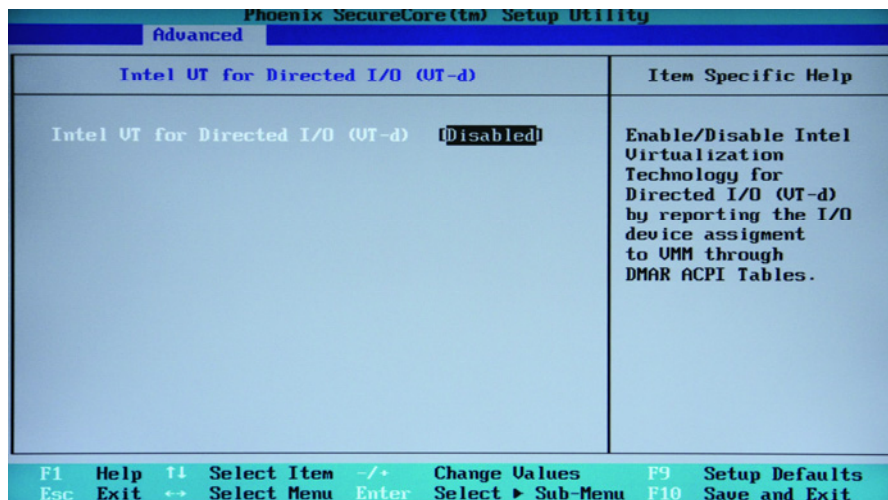 Phoenix SecureCore(tm) Setup Utility
Advanced
Intel VT for Directed I/O (VT-d)
Item Specific Help
Intel VT for Directed I/O (VT-d) [Disabled]
Enable/Disable Intel
Virtualization
Technology for
Directed I/O (VT-d)
by reporting the I/O
device assigment
to VMM through
DMAR ACPI Tables.
F1 Help ↑↓ Select Item -/+ Change Values F9 Setup Defaults
Esc Exit ↔ Select Menu Enter Select ▶ Sub-Menu F10 Save and Exit